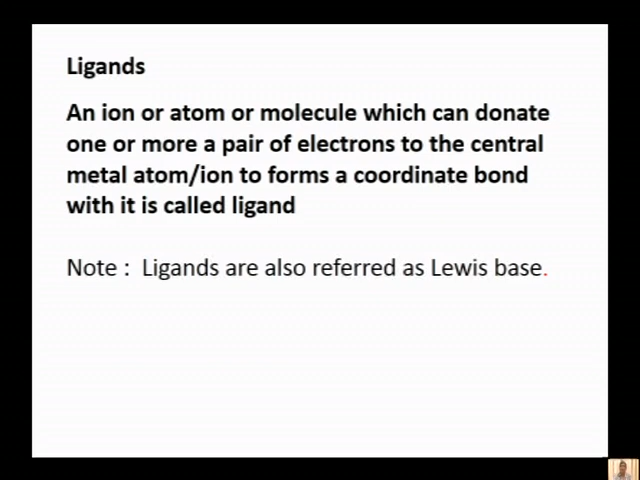 Ligands
An ion or atom or molecule which can donate
one or more a pair of electrons to the central
metal atom/ion to forms a coordinate bond
with it is called ligand
Note : Ligands are also referred as Lewis base.